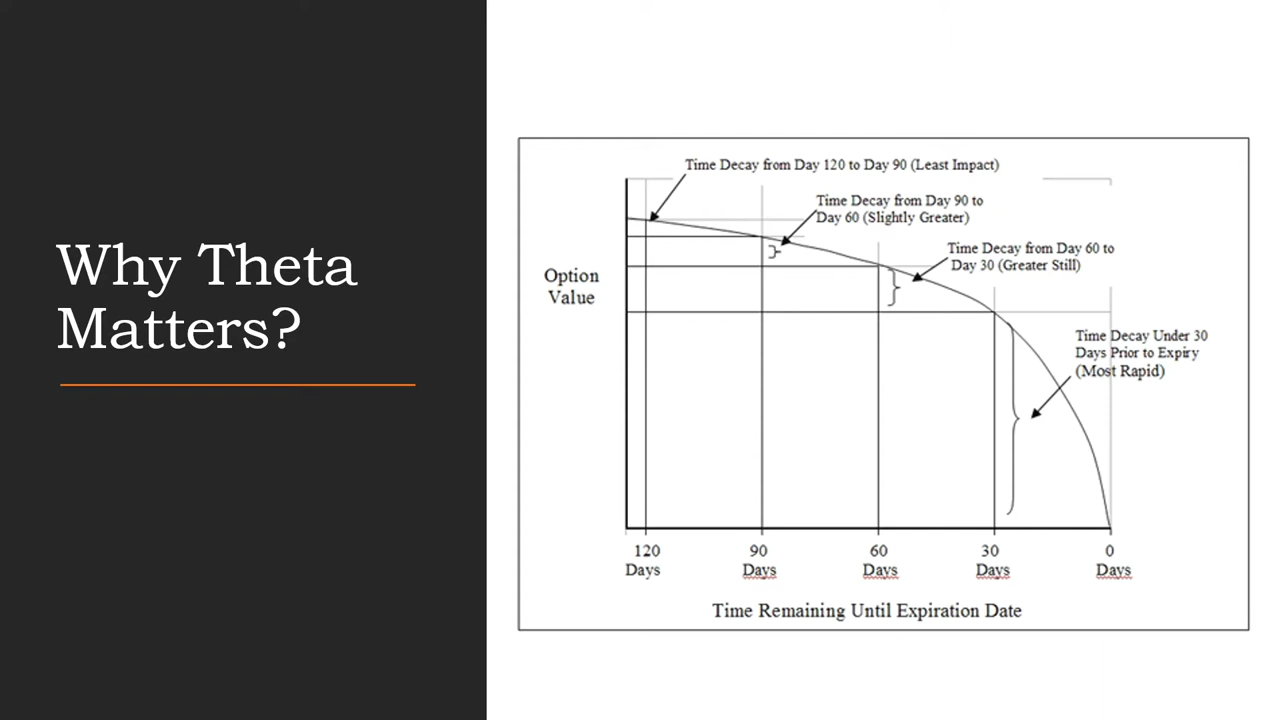 Why Theta
Matters?
Time Decay from Day 120 to Day 90 (Least Impact)
Time Decay from Day 90 to
Day 60 (Slightly Greater)
Time Decay from Day 60 to
Day 30 (Greater Still)
Option
Value
Time Decay Under 30
Days Prior to Expiry
(Most Rapid)
120 90 60 30 0
Days Days Days Days Days
Time Remaining Until Expiration Date